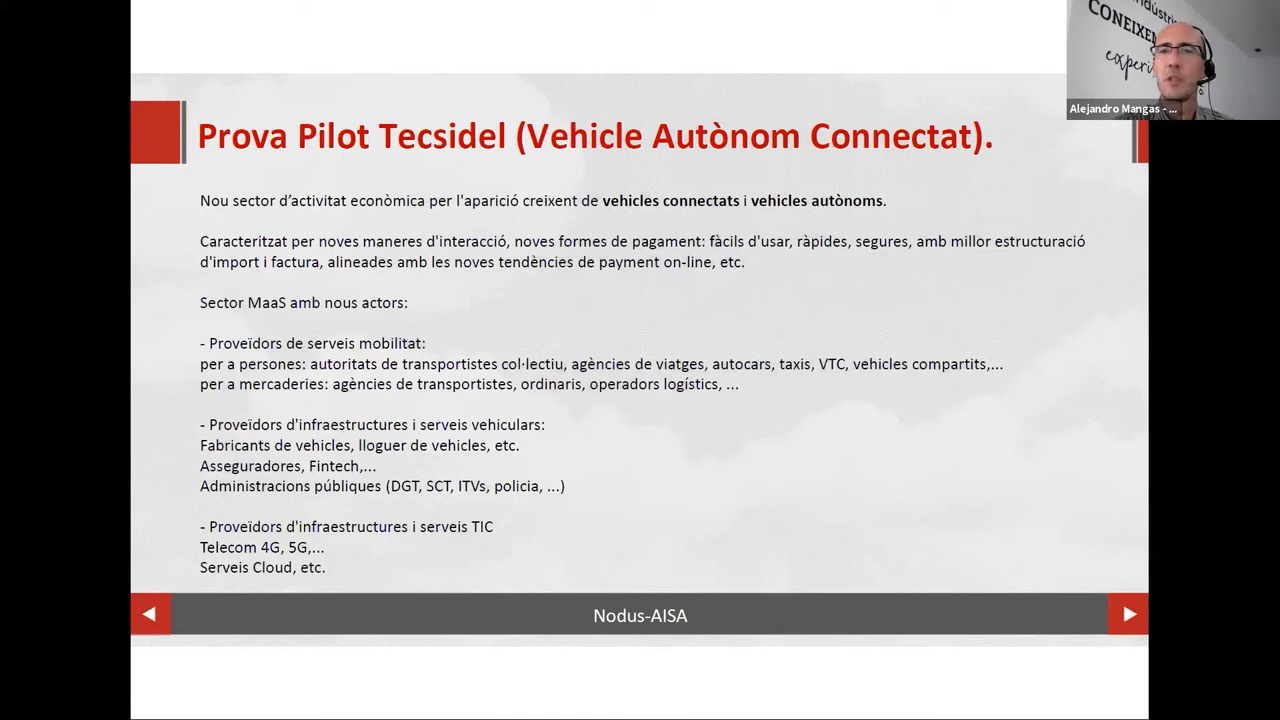 indústri
CONEIXEM
experi
Alejandro Mangas - ...
Prova Pilot Tecsidel (Vehicle Autònom Connectat).
Nou sector d’activitat econòmica per l'aparició creixent de vehicles connectats i vehicles autònoms.
Caracteritzat per noves maneres d'interacció, noves formes de pagament: fàcils d'usar, ràpides, segures, amb millor estructuració
d'import i factura, alineades amb les noves tendències de payment on-line, etc.
Sector MaaS amb nous actors:
- Proveïdors de serveis mobilitat:
per a persones: autoritats de transportistes col·lectiu, agències de viatges, autocars, taxis, VTC, vehicles compartits,...
per a mercaderies: agències de transportistes, ordinaris, operadors logístics, ...
- Proveïdors d'infraestructures i serveis vehiculars:
Fabricants de vehicles, lloguer de vehicles, etc.
Asseguradores, Fintech,...
Administracions públiques (DGT, SCT, ITVs, policia, ...)
- Proveïdors d'infraestructures i serveis TIC
Telecom 4G, 5G,...
Serveis Cloud, etc.
Nodus-AISA